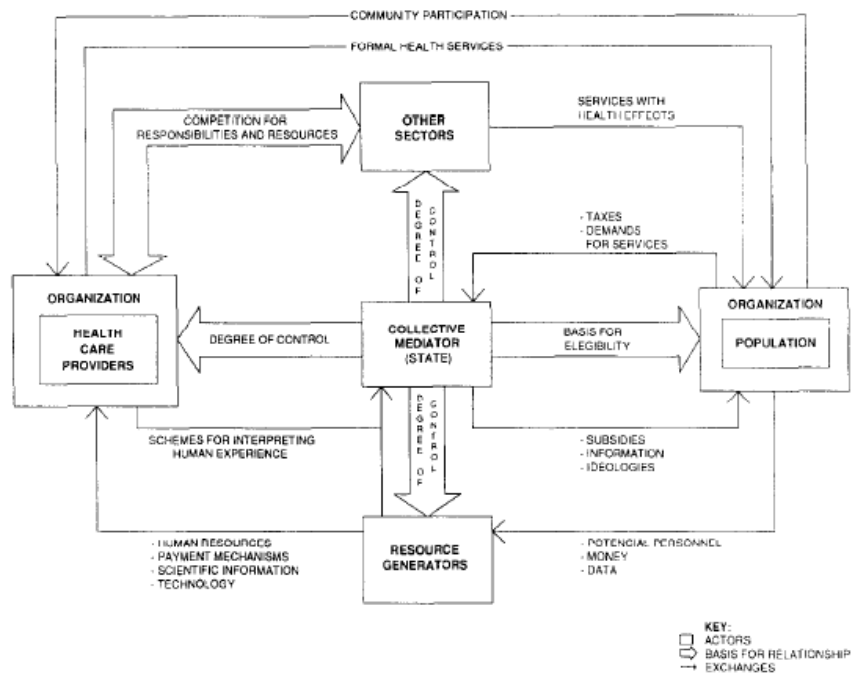 COMMUNITY PARTICIPATION
FORMAL HEALTH SERVICES
COMPETITION FOR
RESPONSIBILITIES AND RESOURCES
OTHER
SECTORS
SERVICES WITH
HEALTH EFFECTS
DEGREE OF
CONTROL
- TAXES
- DEMANDS
FOR SERVICES
ORGANIZATION
HEALTH
CARE
PROVIDERS
DEGREE OF CONTROL
COLLECTIVE
MEDIATOR
(STATE)
BASIS FOR
ELEGIBILITY
ORGANIZATION
POPULATION
SCHEMES FOR INTERPRETING
HUMAN EXPERIENCE
DEGREE OF
CONTROL
- SUBSIDIES
- INFORMATION
- IDEOLOGIES
- HUMAN RESOURCES
- PAYMENT MECHANISMS
- SCIENTIFIC INFORMATION
- TECHNOLOGY
RESOURCE
GENERATORS
- POTENCIAL PERSONNEL
- MONEY
- DATA
KEY:
ACTORS
BASIS FOR RELATIONSHIP
EXCHANGES